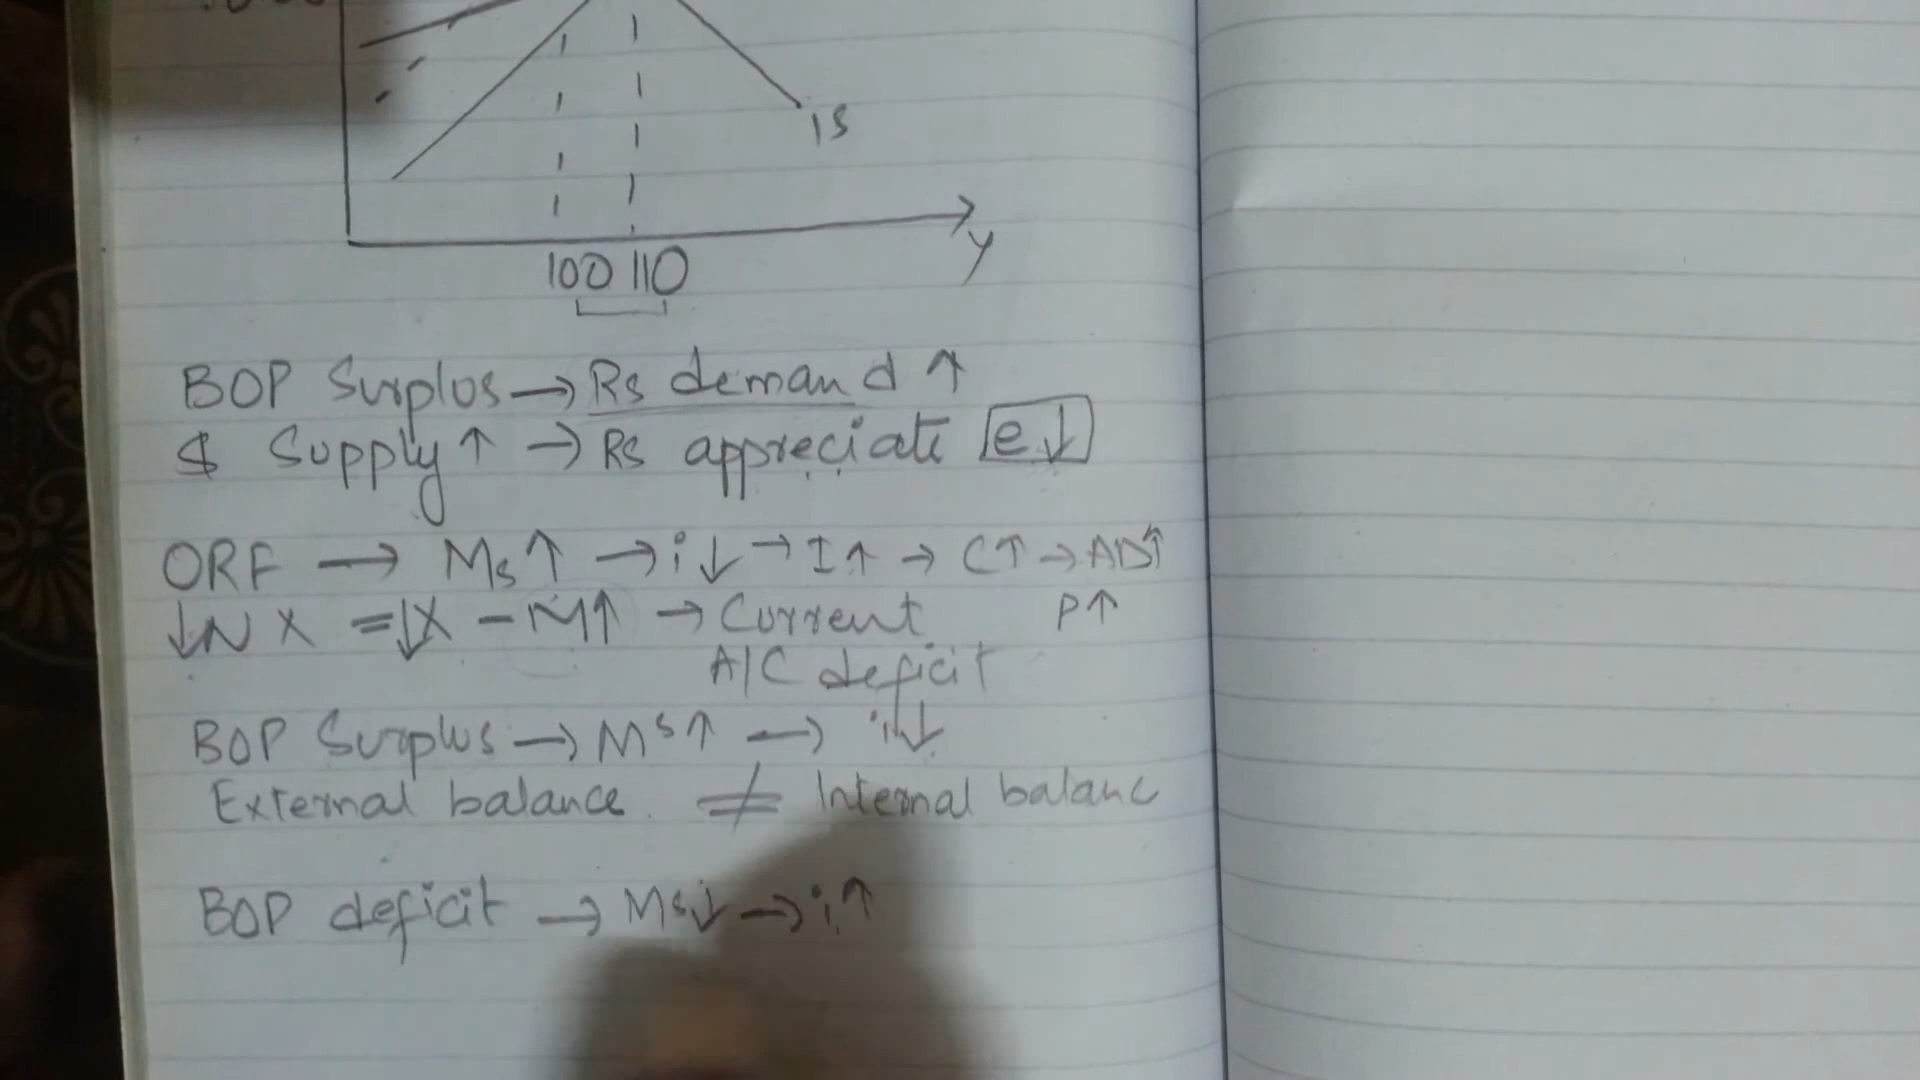 IS
100 110
y
BOP Surplus → Rs demand ↑
$ Supply ↑ → Rs appreciate e↓
ORF → Ms↑ → i↓ → I↑ → C↑ → AD↑
↓NX = ↓X - M↑ → Current P↑
A/C deficit
BOP Surplus → Ms↑ → i↓
External balance ≠ Internal balanc
BOP deficit → Ms↓ → i↑